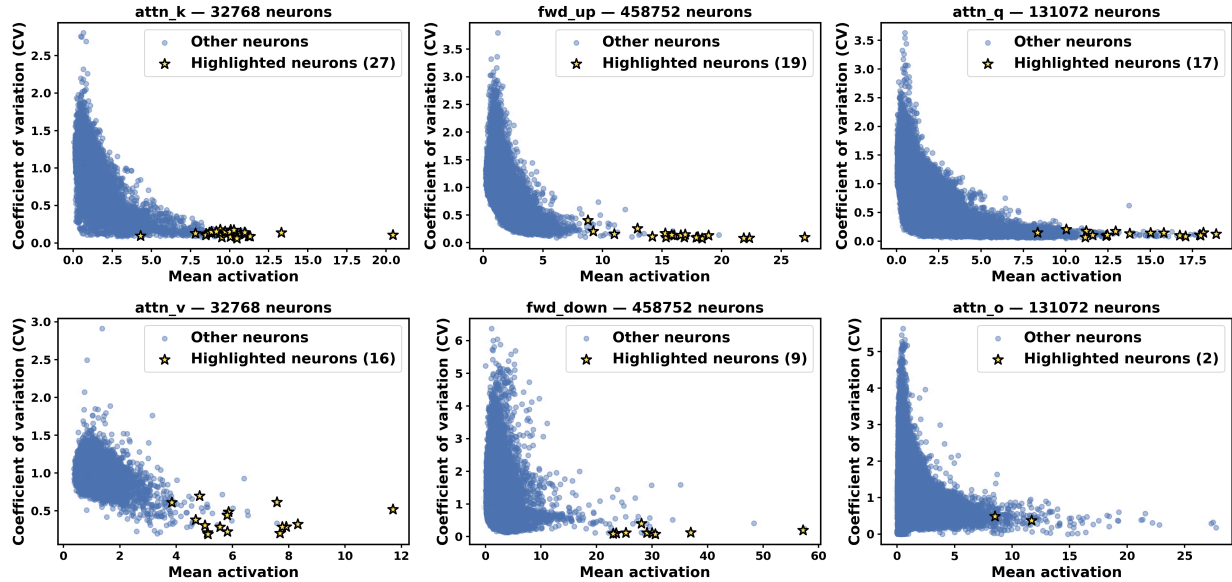 attn_k — 32768 neurons
Coefficient of variation (CV)
2.5
2.0
1.5
1.0
0.5
0.0
Other neurons
Highlighted neurons (27)
0.0 2.5 5.0 7.5 10.0 12.5 15.0 17.5 20.0
Mean activation
fwd_up — 458752 neurons
Coefficient of variation (CV)
3.5
3.0
2.5
2.0
1.5
1.0
0.5
0.0
Other neurons
Highlighted neurons (19)
0 5 10 15 20 25
Mean activation
attn_q — 131072 neurons
Coefficient of variation (CV)
3.5
3.0
2.5
2.0
1.5
1.0
0.5
0.0
Other neurons
Highlighted neurons (17)
0.0 2.5 5.0 7.5 10.0 12.5 15.0 17.5
Mean activation
attn_v — 32768 neurons
Coefficient of variation (CV)
3.0
2.5
2.0
1.5
1.0
0.5
Other neurons
Highlighted neurons (16)
0 2 4 6 8 10 12
Mean activation
fwd_down — 458752 neurons
Coefficient of variation (CV)
6
5
4
3
2
1
0
Other neurons
Highlighted neurons (9)
0 10 20 30 40 50 60
Mean activation
attn_o — 131072 neurons
Coefficient of variation (CV)
5
4
3
2
1
0
Other neurons
Highlighted neurons (2)
0 5 10 15 20 25
Mean activation